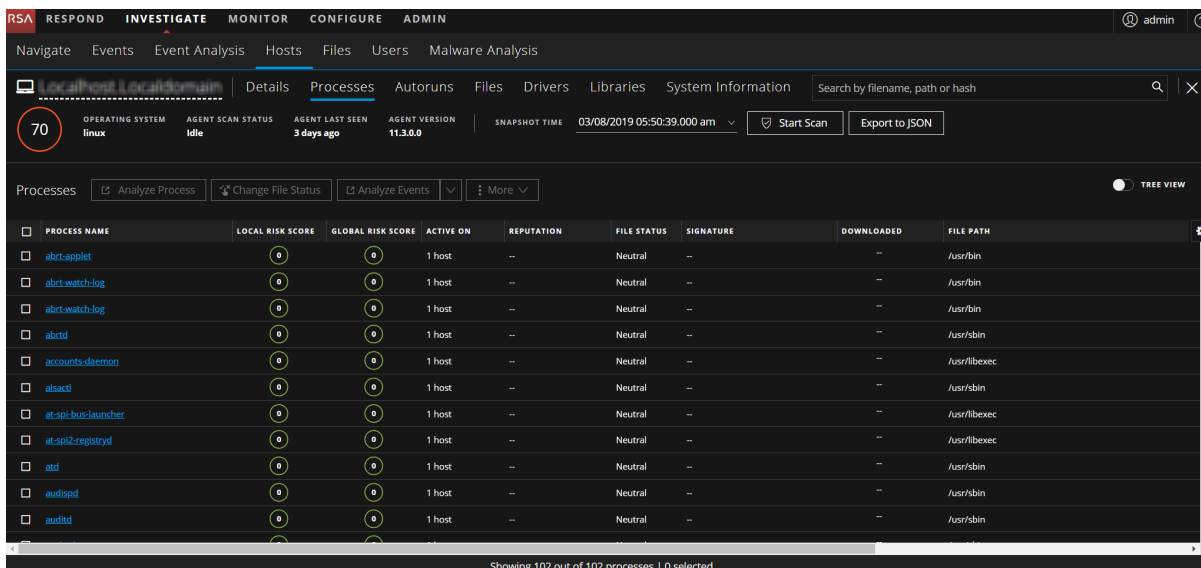 RSA RESPOND INVESTIGATE MONITOR CONFIGURE ADMIN admin
Navigate Events Event Analysis Hosts Files Users Malware Analysis
Localhost.Localdomain Details Processes Autoruns Files Drivers Libraries System Information Search by filename, path or hash
70 OPERATING SYSTEM AGENT SCAN STATUS AGENT LAST SEEN AGENT VERSION SNAPSHOT TIME 03/08/2019 05:50:39.000 am Start Scan Export to JSON
linux Idle 3 days ago 11.3.0.0
Processes Analyze Process Change File Status Analyze Events More TREE VIEW
PROCESS NAME LOCAL RISK SCORE GLOBAL RISK SCORE ACTIVE ON REPUTATION FILE STATUS SIGNATURE DOWNLOADED FILE PATH
abrt-applet 0 0 1 host -- Neutral -- -- /usr/bin
abrt-watch-log 0 0 1 host -- Neutral -- -- /usr/bin
abrt-watch-log 0 0 1 host -- Neutral -- -- /usr/bin
abrtd 0 0 1 host -- Neutral -- -- /usr/sbin
accounts-daemon 0 0 1 host -- Neutral -- -- /usr/libexec
alsactl 0 0 1 host -- Neutral -- -- /usr/sbin
at-spi-bus-launcher 0 0 1 host -- Neutral -- -- /usr/libexec
at-spi2-registryd 0 0 1 host -- Neutral -- -- /usr/libexec
atd 0 0 1 host -- Neutral -- -- /usr/sbin
audispd 0 0 1 host -- Neutral -- -- /usr/sbin
auditd 0 0 1 host -- Neutral -- -- /usr/sbin
Showing 102 out of 102 processes | 0 selected